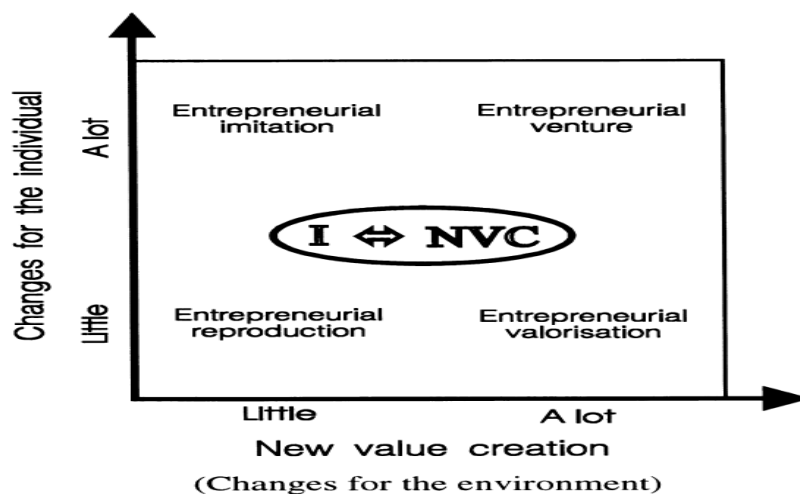 Changes for the individual
A lot
Little
Entrepreneurial
imitation
Entrepreneurial
venture
I ⇔ NVC
Entrepreneurial
reproduction
Entrepreneurial
valorisation
Little
A lot
New value creation
(Changes for the environment)